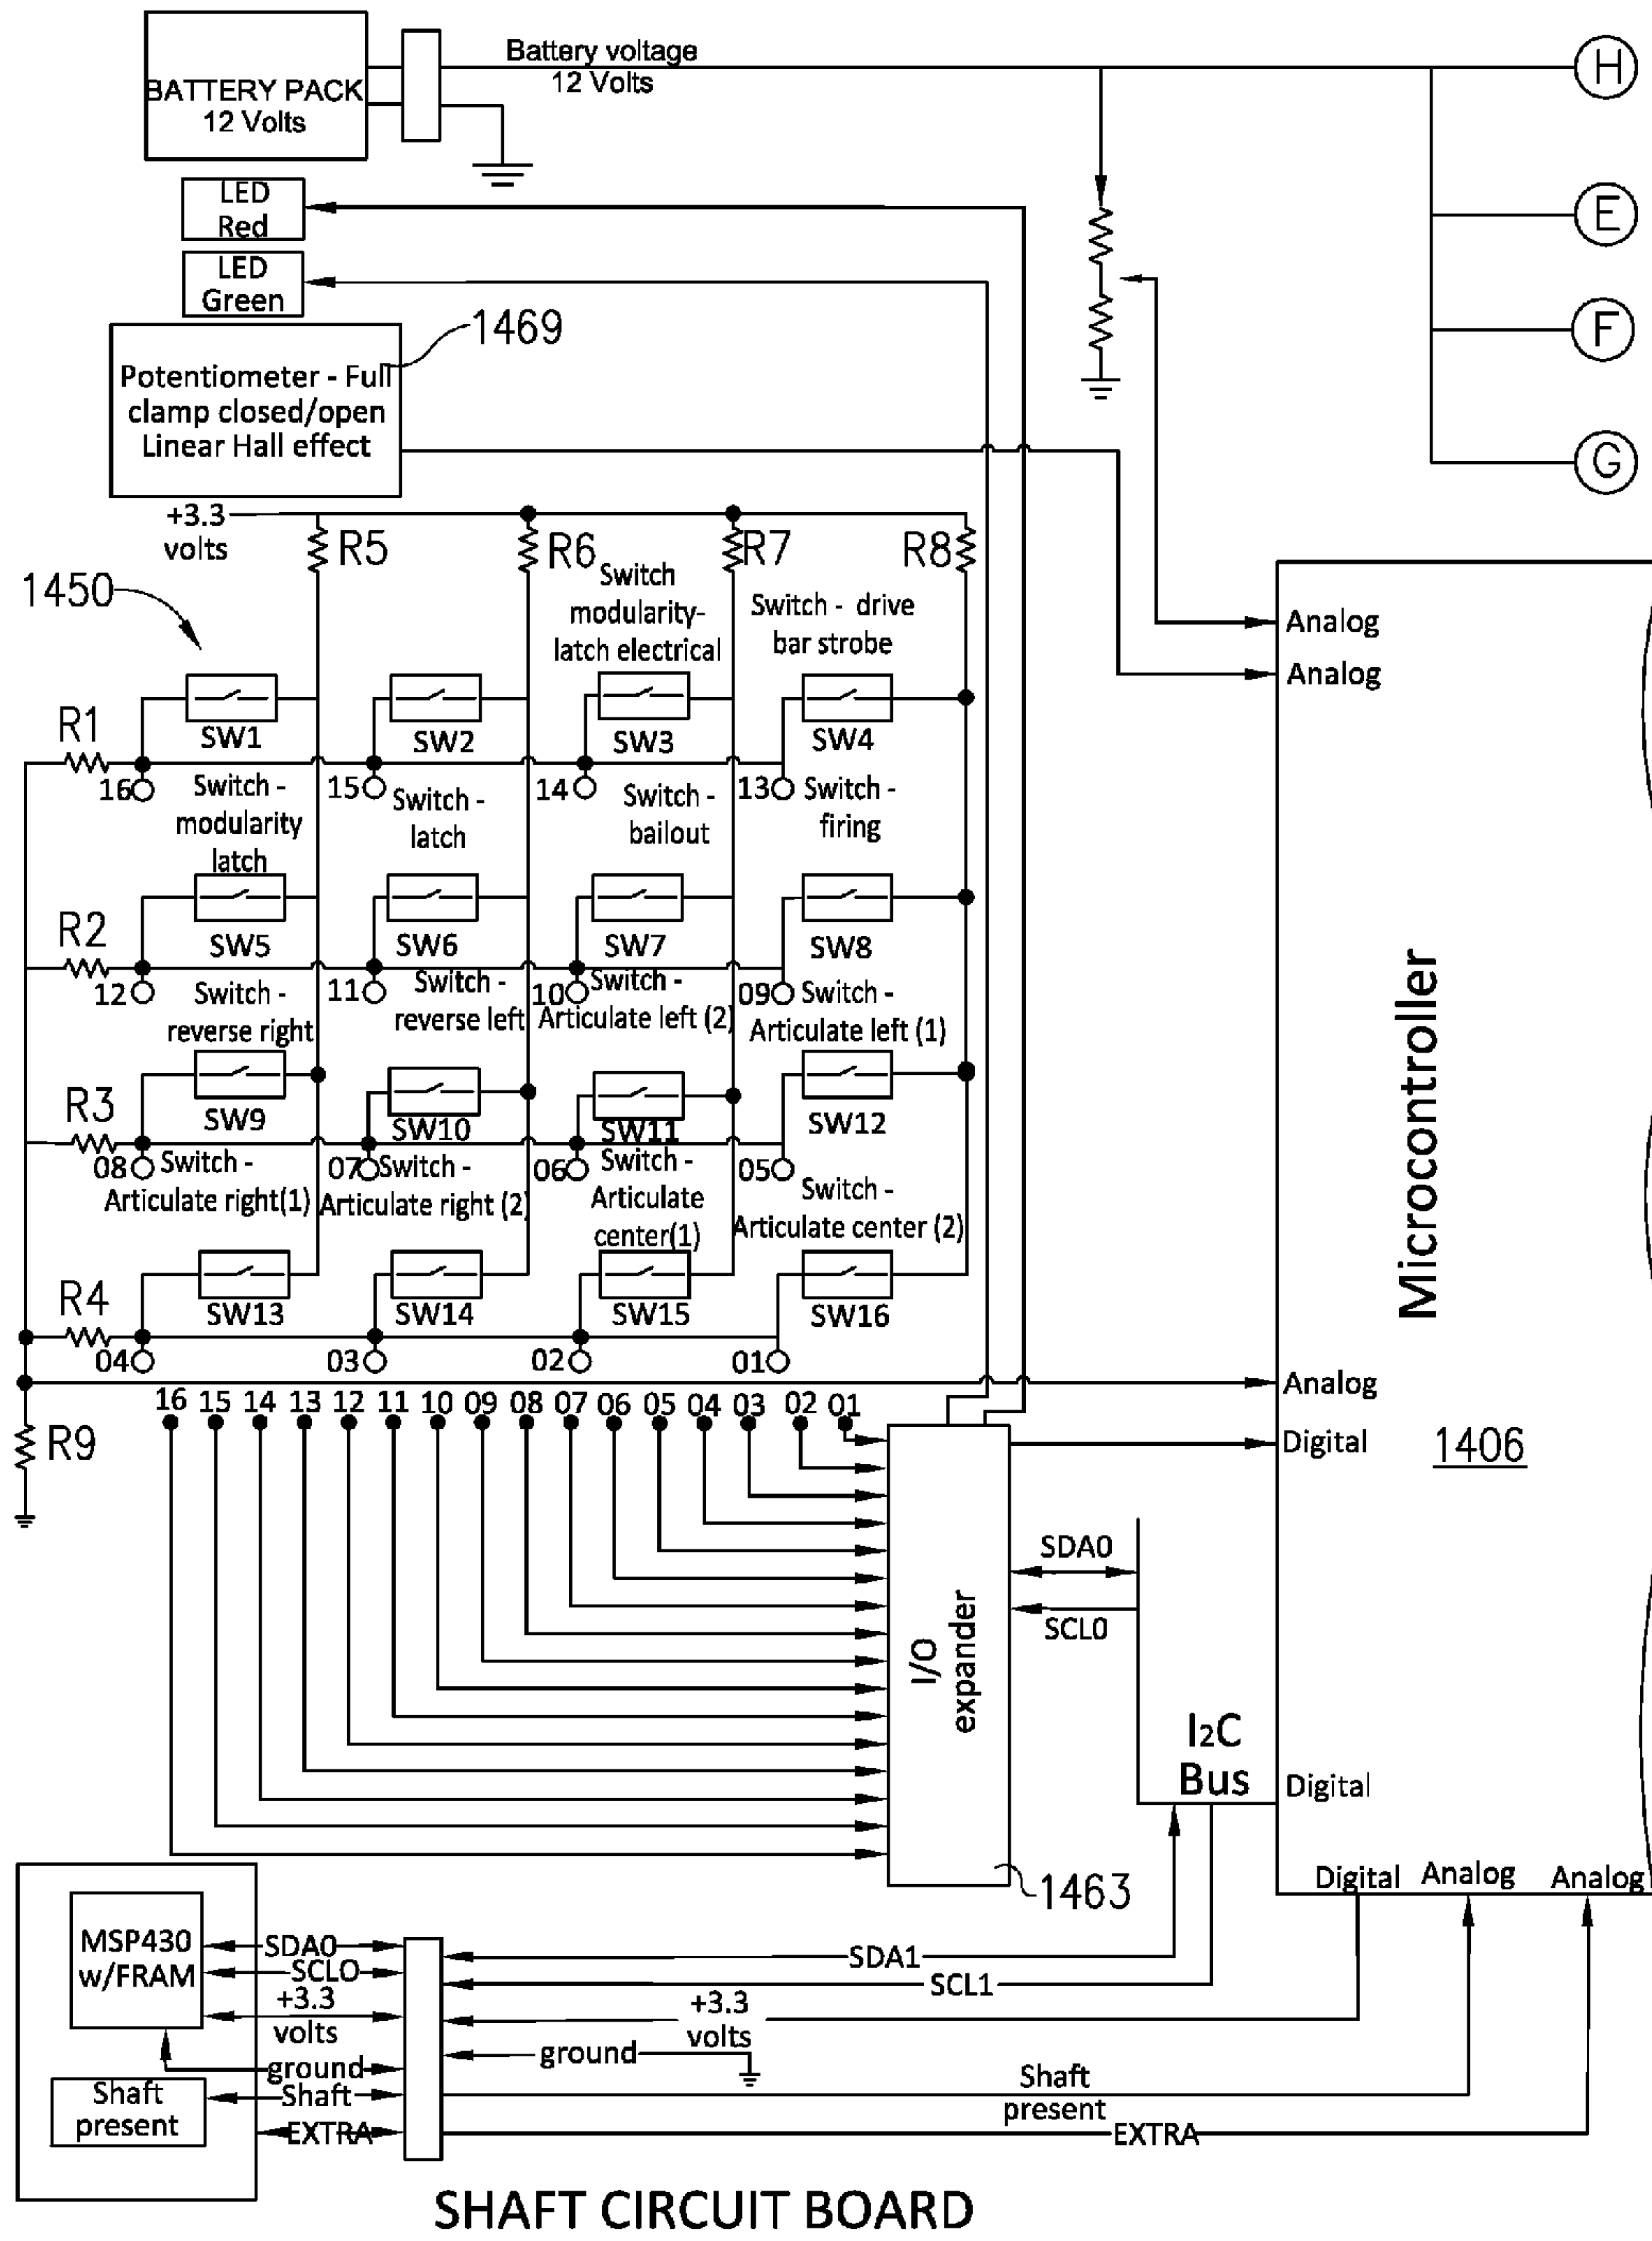 BATTERY PACK
12 Volts
Battery voltage
12 Volts
H
LED
Red
E
LED
Green
1469
F
Potentiometer - Full
clamp closed/open
Linear Hall effect
G
+3.3
volts
R5
R6
R7
R8
1450
Switch
modularity-
latch electrical
Switch - drive
bar strobe
Analog
Analog
R1
SW1
SW2
SW3
SW4
16
15
14
13
Switch -
modularity
latch
Switch -
latch
Switch -
bailout
Switch -
firing
R2
SW5
SW6
SW7
SW8
12
11
10
09
Switch -
reverse right
Switch -
reverse left
Switch -
Articulate left (2)
Switch -
Articulate left (1)
R3
SW9
SW10
SW11
SW12
08
07
06
05
Switch -
Articulate right(1)
Switch -
Articulate right (2)
Switch -
Articulate
center(1)
Switch -
Articulate center (2)
R4
SW13
SW14
SW15
SW16
04
03
02
01
Microcontroller
1406
Analog
Digital
16 15 14 13 12 11 10 09 08 07 06 05 04 03 02 01
R9
I/O
expander
SDA0
SCL0
I2C
Bus
Digital
1463
Digital
Analog
Analog
MSP430
w/FRAM
SDA0
SCLO
+3.3
volts
ground
Shaft
present
Shaft
EXTRA
SDA1
SCL1
+3.3
volts
ground
Shaft
present
EXTRA
SHAFT CIRCUIT BOARD